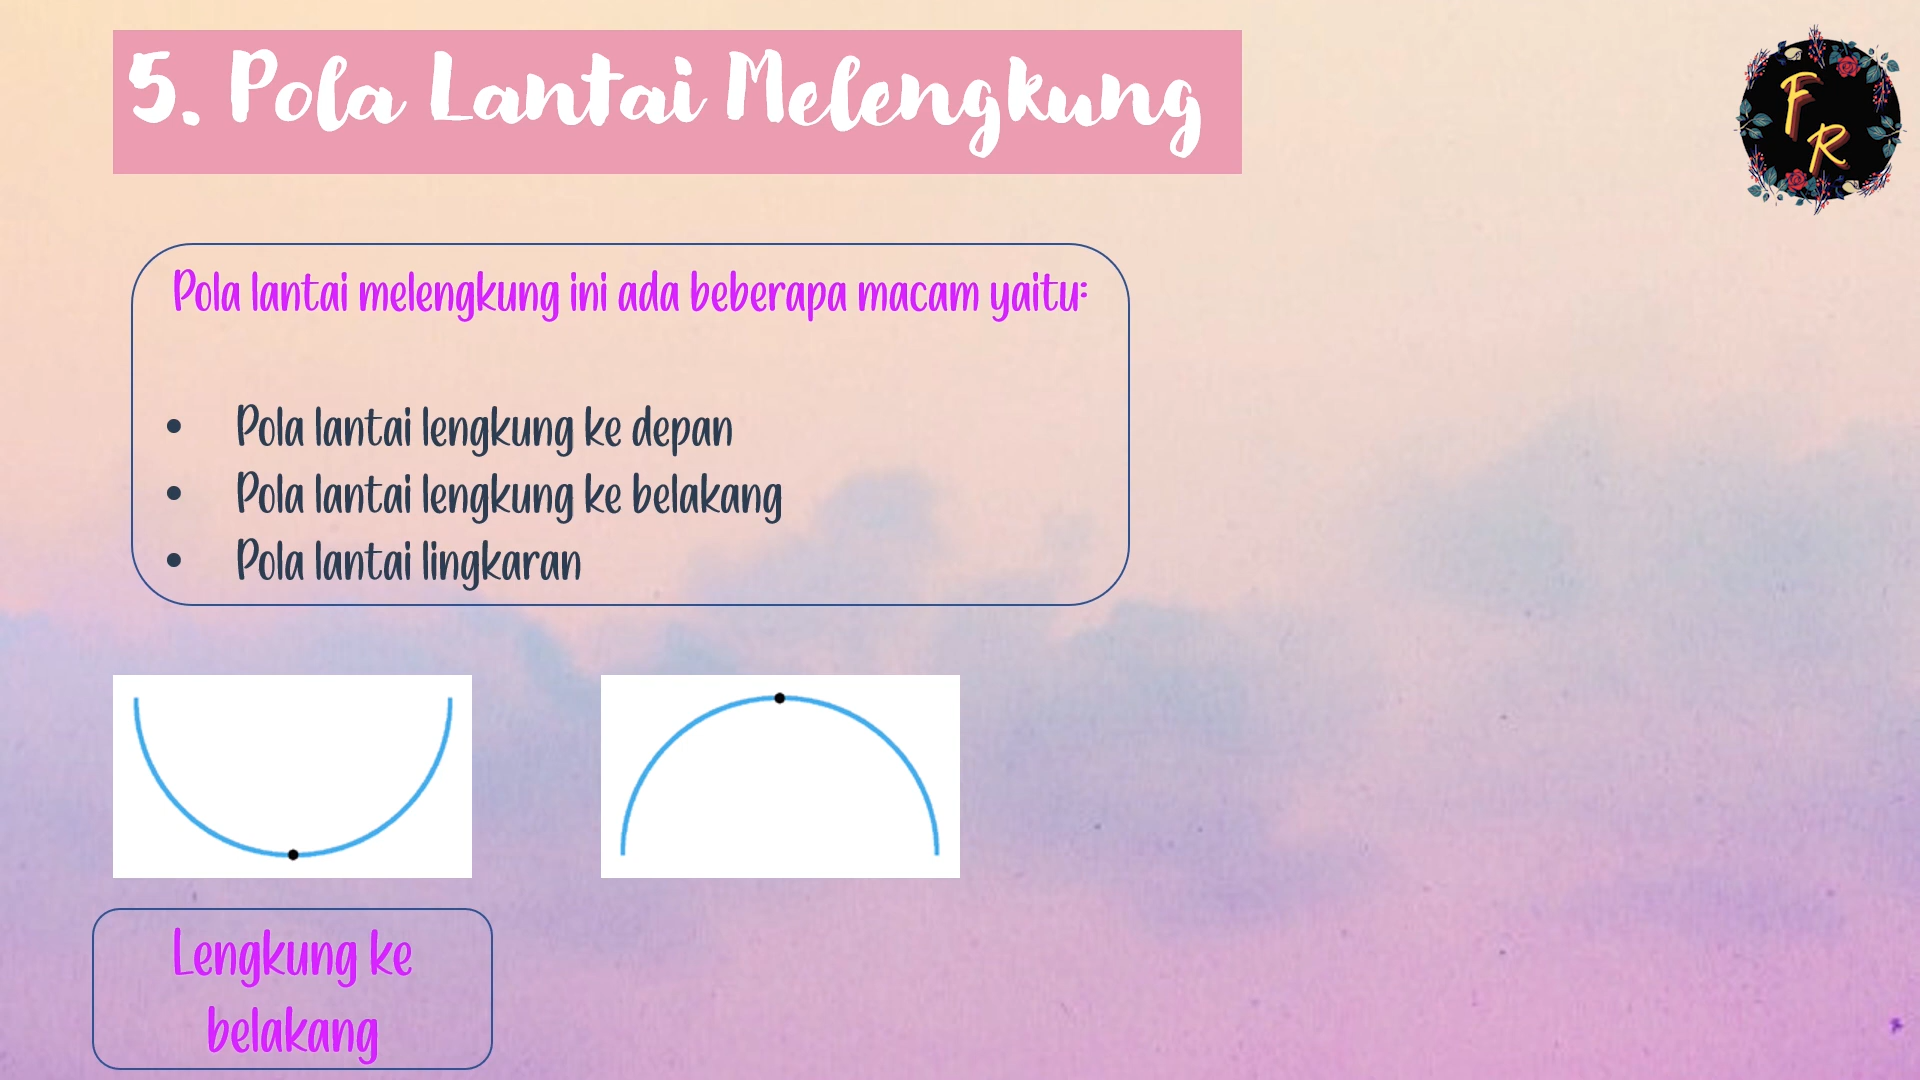 5. Pola Lantai Melengkung
F
R
Pola lantai melengkung ini ada beberapa macam yaitu:
• Pola lantai lengkung ke depan
• Pola lantai lengkung ke belakang
• Pola lantai lingkaran
Lengkung ke
belakang